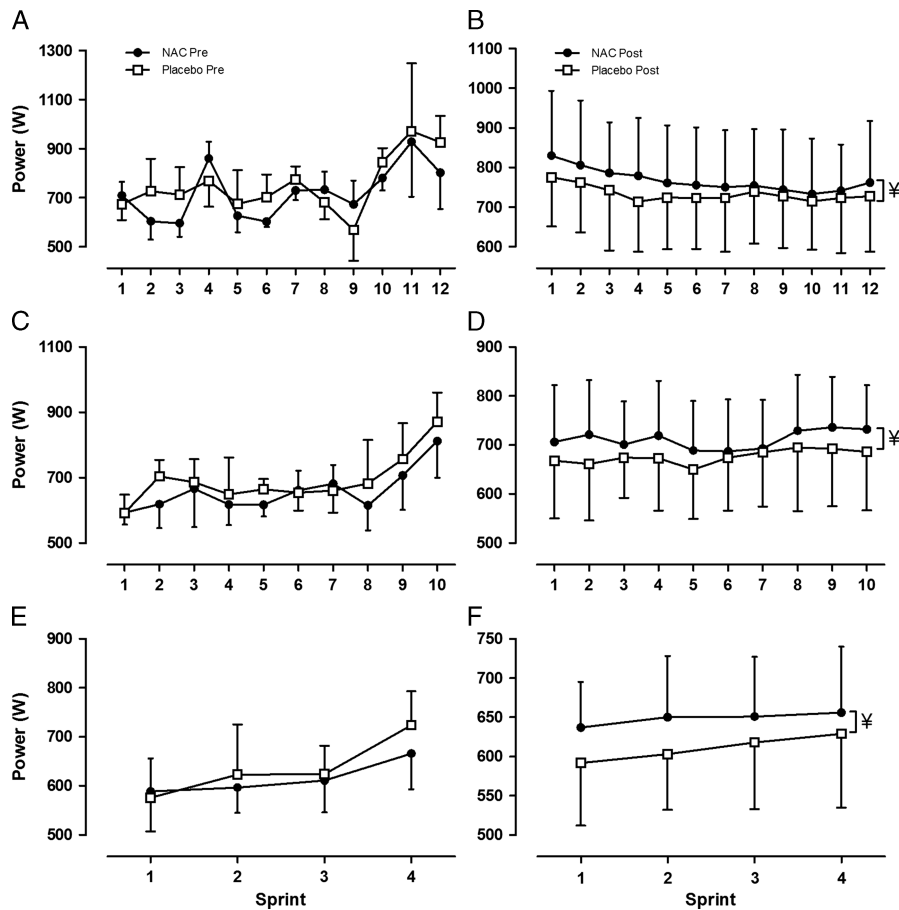 A
NAC Pre
Placebo Pre
Power (W)
1300
1100
900
700
500
1 2 3 4 5 6 7 8 9 10 11 12
B
NAC Post
Placebo Post
1100
1000
900
800
700
600
¥
1 2 3 4 5 6 7 8 9 10 11 12
C
Power (W)
1100
900
700
500
1 2 3 4 5 6 7 8 9 10
D
900
800
700
600
500
¥
1 2 3 4 5 6 7 8 9 10
E
Power (W)
900
800
700
600
500
1 2 3 4
Sprint
F
750
700
650
600
550
500
¥
1 2 3 4
Sprint